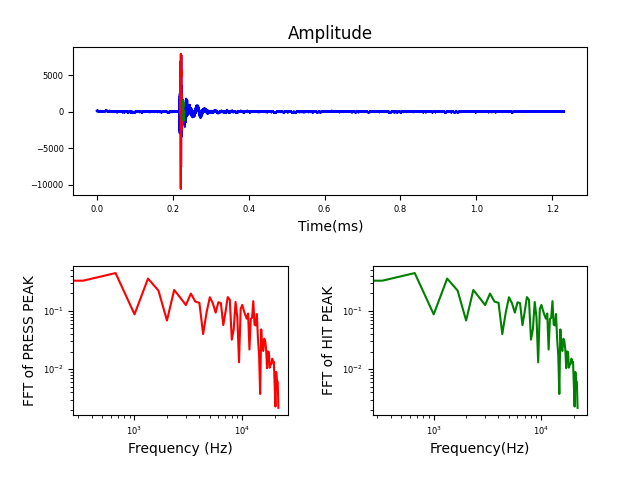 Amplitude
5000
0
−5000
−10000
0.0 0.2 0.4 0.6 0.8 1.0 1.2
Time(ms)
FFT of PRESS PEAK
10⁻¹
10⁻²
10³ 10⁴
Frequency (Hz)
FFT of HIT PEAK
10⁻¹
10⁻²
10³ 10⁴
Frequency(Hz)